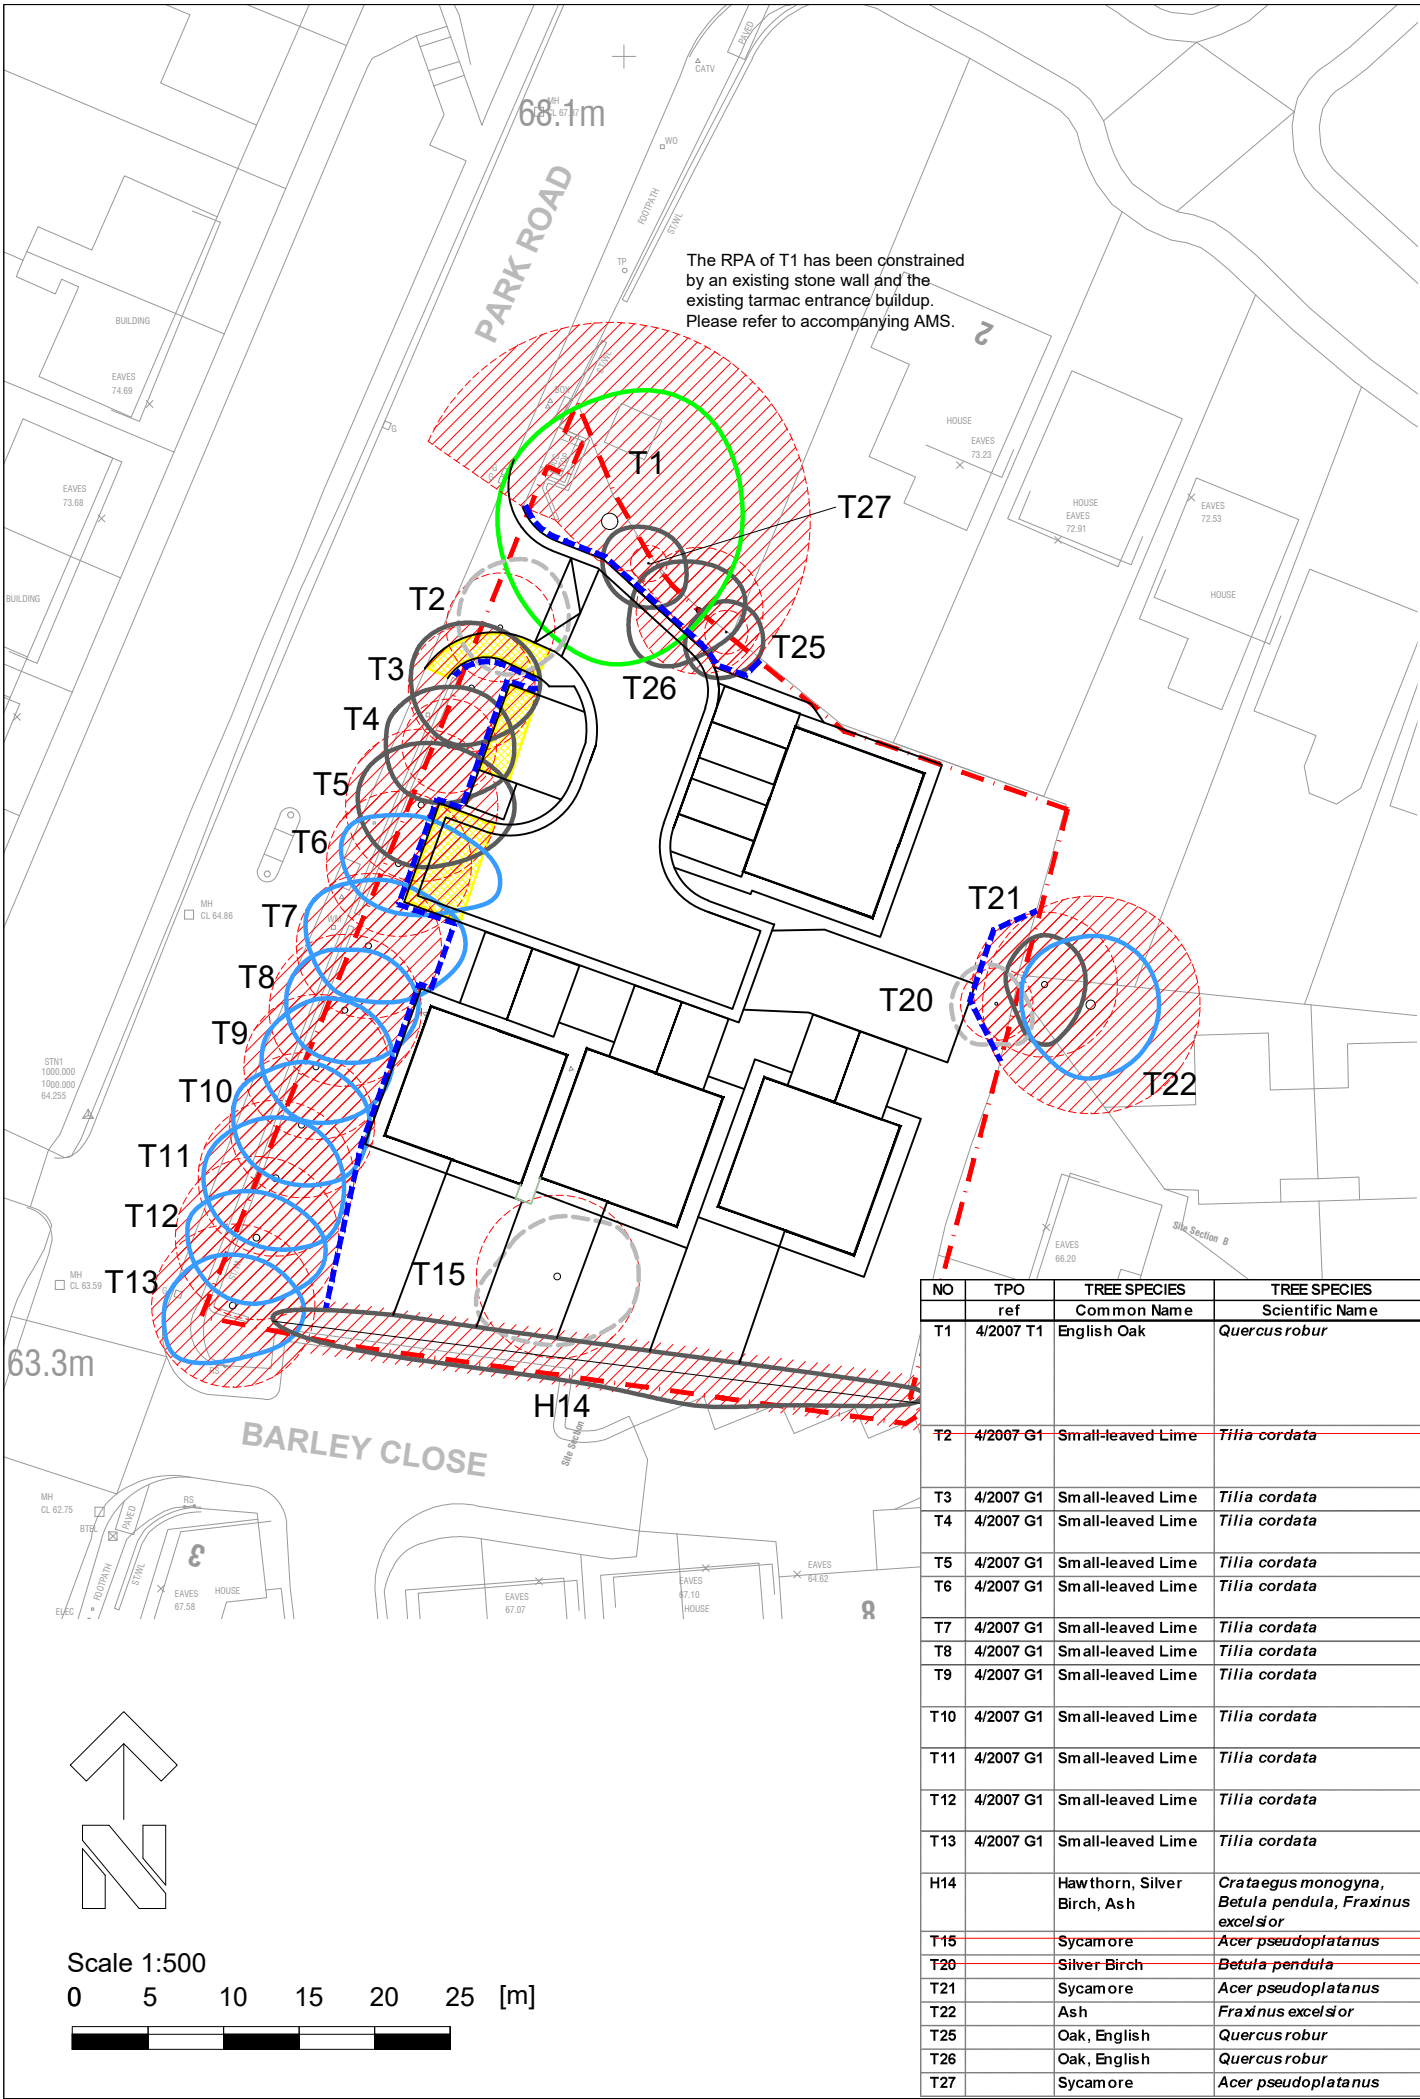 PAVED
CATV
68.1m
MH
CL 67.37
WO
PARK ROAD
FOOTPATH
ST/WL
TP
The RPA of T1 has been constrained
by an existing stone wall and the
existing tarmac entrance buildup.
Please refer to accompanying AMS.
2
BUILDING
EAVES
74.69
ST/WL
BOX
G
HOUSE
EAVES
73.23
T1
EAVES
73.68
T27
HOUSE
EAVES
72.91
EAVES
72.53
BUILDING
HOUSE
T2
T25
T3
T26
T4
T5
T6
T21
MH
CL 64.86
T7
WM
T8
T20
T9
STN1
1000.000
1000.000
64.255
T10
T22
T11
T12
Site Section B
EAVES
66.20
T13
MH
CL 63.59
T15
63.3m
H14
BARLEY CLOSE
Site Section
MH
CL 62.75
BTEL
PAVED
RS
3
FOOTPATH
ST/WL
ELEC
EAVES
67.58
HOUSE
EAVES
67.07
EAVES
67.10
HOUSE
EAVES
64.62
8
NO TPO TREE SPECIES TREE SPECIES
ref Common Name Scientific Name
T1 4/2007 T1 English Oak Quercus robur
T2 4/2007 G1 Small-leaved Lime Tilia cordata
T3 4/2007 G1 Small-leaved Lime Tilia cordata
T4 4/2007 G1 Small-leaved Lime Tilia cordata
T5 4/2007 G1 Small-leaved Lime Tilia cordata
T6 4/2007 G1 Small-leaved Lime Tilia cordata
T7 4/2007 G1 Small-leaved Lime Tilia cordata
T8 4/2007 G1 Small-leaved Lime Tilia cordata
T9 4/2007 G1 Small-leaved Lime Tilia cordata
T10 4/2007 G1 Small-leaved Lime Tilia cordata
T11 4/2007 G1 Small-leaved Lime Tilia cordata
T12 4/2007 G1 Small-leaved Lime Tilia cordata
T13 4/2007 G1 Small-leaved Lime Tilia cordata
H14 Hawthorn, Silver Crataegus monogyna,
Birch, Ash Betula pendula, Fraxinus
excelsior
T15 Sycamore Acer pseudoplatanus
T20 Silver Birch Betula pendula
T21 Sycamore Acer pseudoplatanus
T22 Ash Fraxinus excelsior
T25 Oak, English Quercus robur
T26 Oak, English Quercus robur
T27 Sycamore Acer pseudoplatanus
N
Scale 1:500
0 5 10 15 20 25 [m]